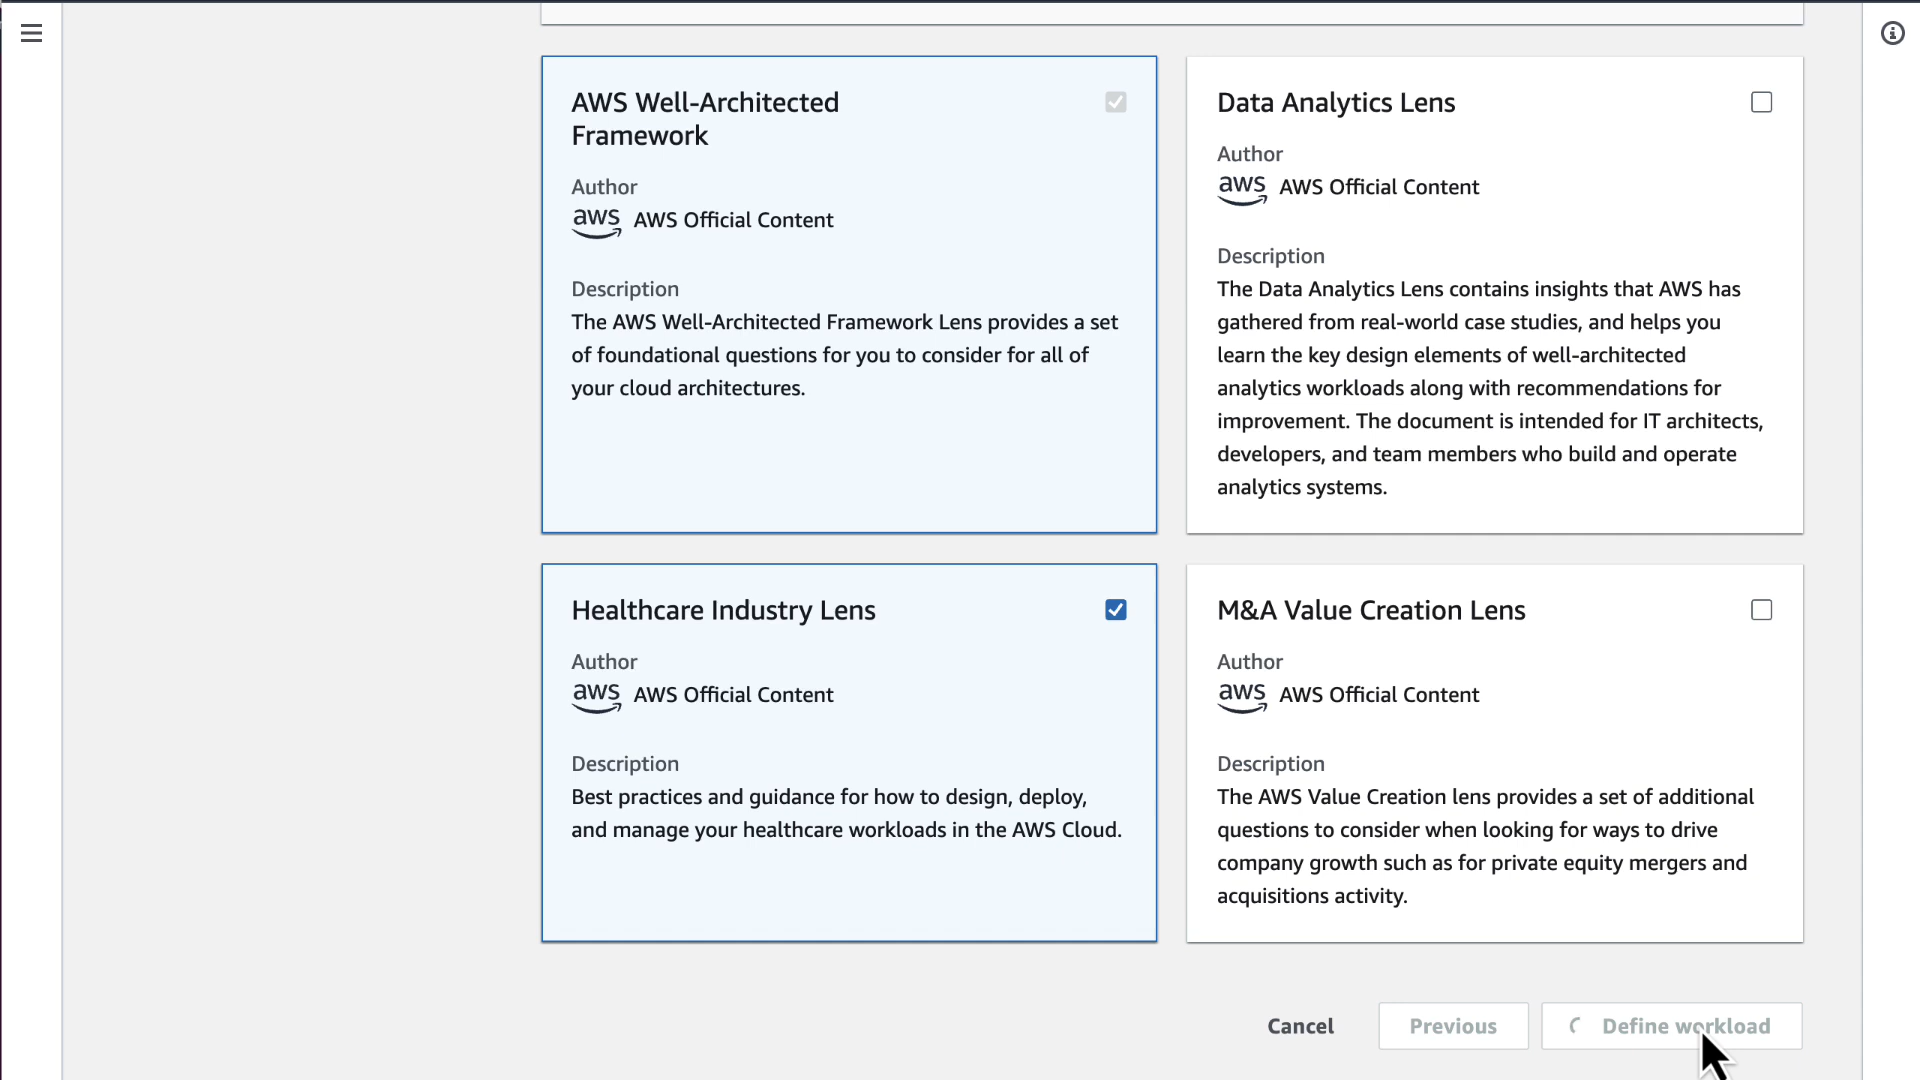 AWS Well-Architected
Framework
Author
aws AWS Official Content
Description
The AWS Well-Architected Framework Lens provides a set
of foundational questions for you to consider for all of
your cloud architectures.
Data Analytics Lens
Author
aws AWS Official Content
Description
The Data Analytics Lens contains insights that AWS has
gathered from real-world case studies, and helps you
learn the key design elements of well-architected
analytics workloads along with recommendations for
improvement. The document is intended for IT architects,
developers, and team members who build and operate
analytics systems.
Healthcare Industry Lens
Author
aws AWS Official Content
Description
Best practices and guidance for how to design, deploy,
and manage your healthcare workloads in the AWS Cloud.
M&A Value Creation Lens
Author
aws AWS Official Content
Description
The AWS Value Creation lens provides a set of additional
questions to consider when looking for ways to drive
company growth such as for private equity mergers and
acquisitions activity.
Cancel
Previous
Define workload